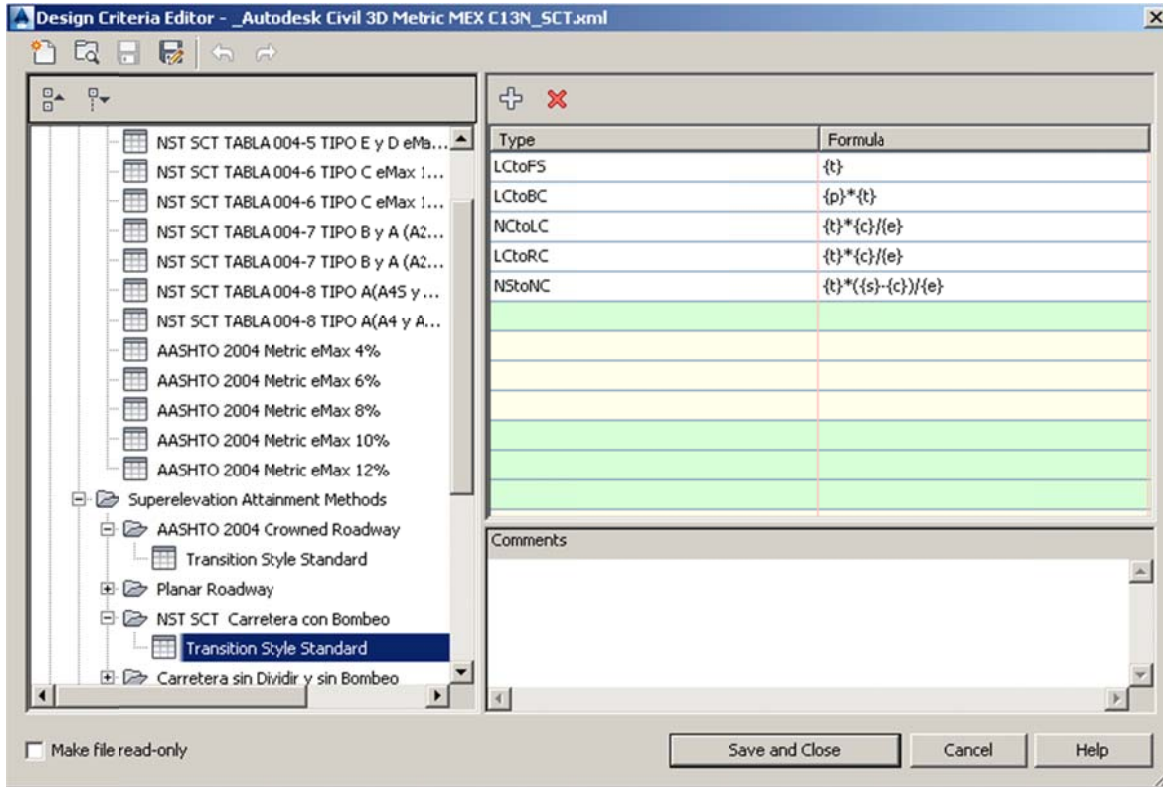 Design Criteria Editor - _Autodesk Civil 3D Metric MEX C13N_SCT.xml
NST SCT TABLA 004-5 TIPO E y D eMa...
NST SCT TABLA 004-6 TIPO C eMax 1...
NST SCT TABLA 004-6 TIPO C eMax 1...
NST SCT TABLA 004-7 TIPO B y A (A2...
NST SCT TABLA 004-7 TIPO B y A (A2...
NST SCT TABLA 004-8 TIPO A(A4S y ...
NST SCT TABLA 004-8 TIPO A(A4 y A...
AASHTO 2004 Metric eMax 4%
AASHTO 2004 Metric eMax 6%
AASHTO 2004 Metric eMax 8%
AASHTO 2004 Metric eMax 10%
AASHTO 2004 Metric eMax 12%
Superelevation Attainment Methods
AASHTO 2004 Crowned Roadway
Transition Style Standard
Planar Roadway
NST SCT Carretera con Bombeo
Transition Style Standard
Carretera sin Dividir y sin Bombeo
Type Formula
LCtoFS {t}
LCtoBC {p}*{t}
NCtoLC {t}*{c}/{e}
LCtoRC {t}*{c}/{e}
NStoNC {t}*({s}-{c})/{e}
Comments
Make file read-only
Save and Close
Cancel
Help